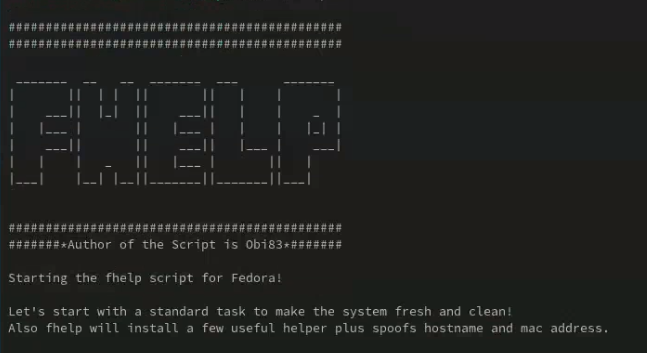 ##############################################
##############################################
FHELP
##############################################
#######*Author of the Script is Obi83*#######
Starting the fhelp script for Fedora!
Let's start with a standard task to make the system fresh and clean!
Also fhelp will install a few useful helper plus spoofs hostname and mac address.